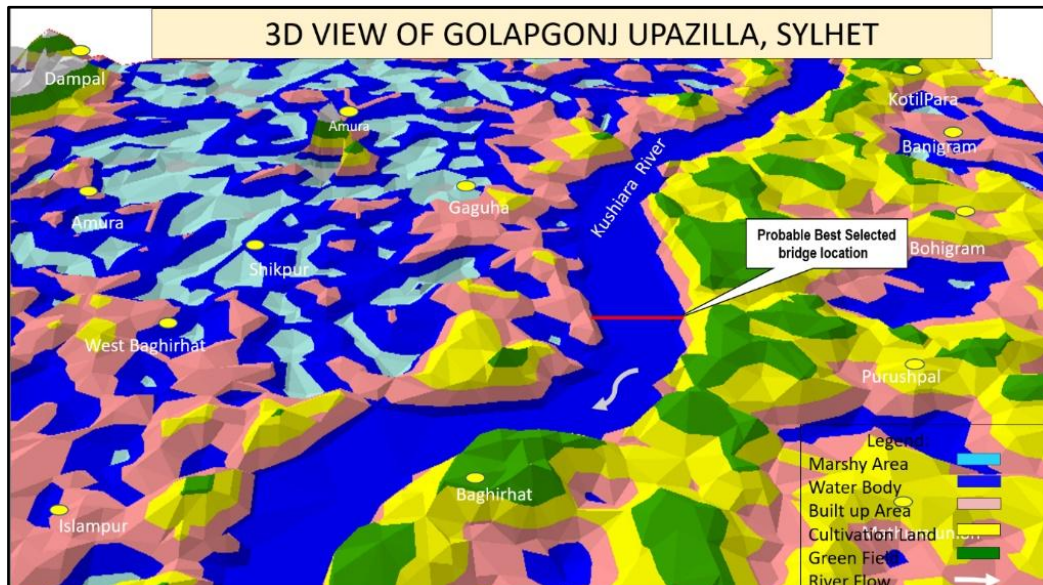 3D VIEW OF GOLAPGONJ UPAZILLA, SYLHET
Dampal
KotilPara
Amura
Banigram
Kushiara River
Amura
Gaguha
Probable Best Selected
bridge location
Bohigram
Shikpur
West Baghirhat
Purushpal
Baghirhat
Islampur
Legend
Marshy Area
Water Body
Built up Area
Cultivation Land
Green Field
River Flow